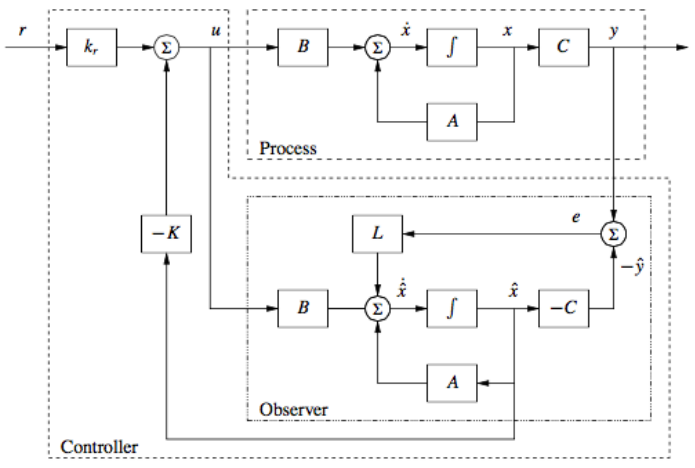 r
k_r
Σ
u
B
Σ
ẋ
∫
x
C
y
A
Process
−K
L
e
Σ
−ŷ
B
Σ
x̂̇
∫
x̂
−C
A
Observer
Controller